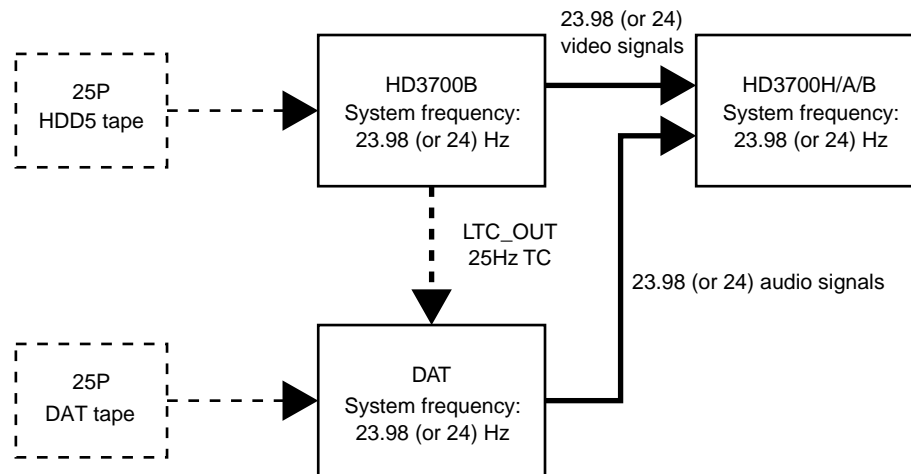 23.98 (or 24)
video signals
25P
HDD5 tape
HD3700B
System frequency:
23.98 (or 24) Hz
HD3700H/A/B
System frequency:
23.98 (or 24) Hz
LTC_OUT
25Hz TC
23.98 (or 24) audio signals
25P
DAT tape
DAT
System frequency:
23.98 (or 24) Hz